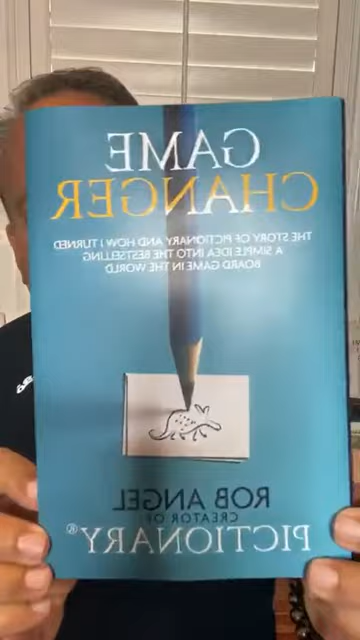 GAME
CHANGER
THE STORY OF PICTIONARY AND HOW I TURNED
A SIMPLE IDEA INTO THE BESTSELLING
BOARD GAME IN THE WORLD
ROB ANGEL
CREATOR OF
PICTIONARY®